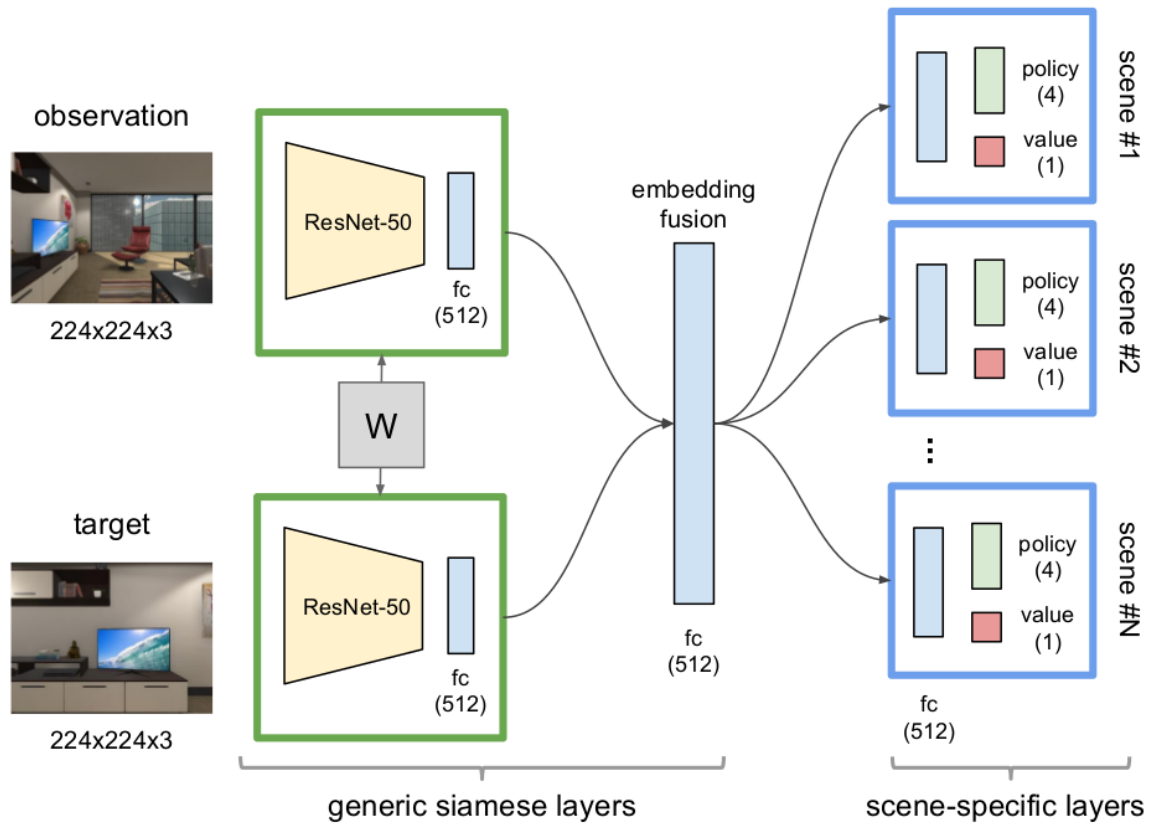 observation
224x224x3
ResNet-50
fc
(512)
W
target
224x224x3
ResNet-50
fc
(512)
embedding
fusion
fc
(512)
policy
(4)
value
(1)
scene #1
policy
(4)
value
(1)
scene #2
...
policy
(4)
value
(1)
scene #N
fc
(512)
generic siamese layers
scene-specific layers